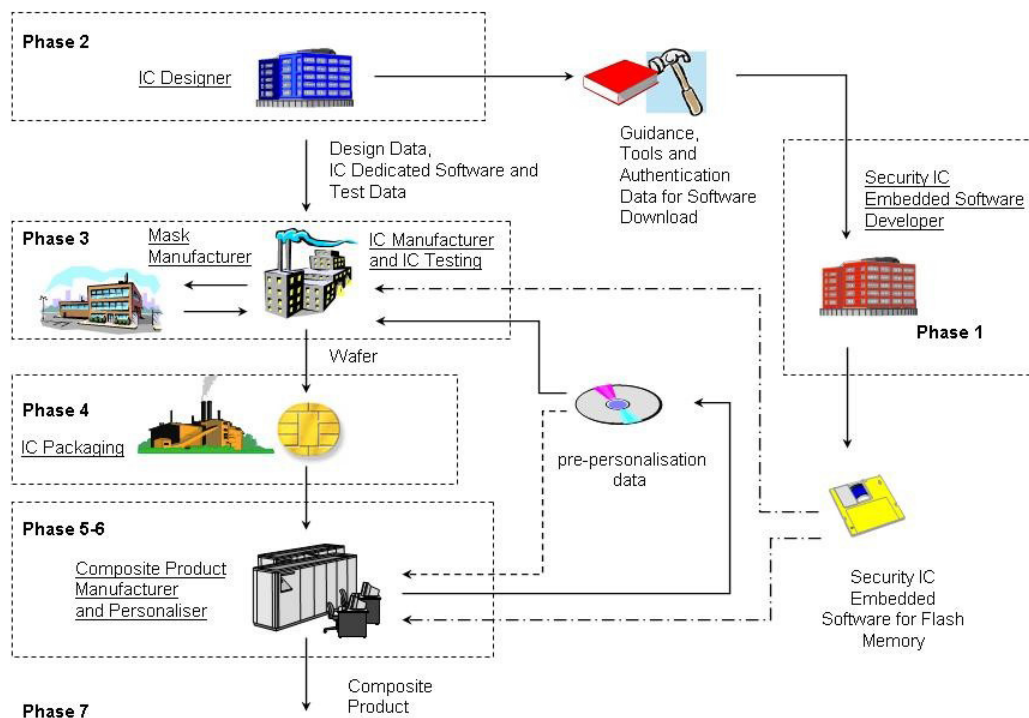 Phase 2
IC Designer
Guidance,
Tools and
Authentication
Data for Software
Download
Design Data,
IC Dedicated Software and
Test Data
Security IC
Embedded Software
Developer
Phase 1
Phase 3
Mask
Manufacturer
IC Manufacturer
and IC Testing
Wafer
Phase 4
IC Packaging
pre-personalisation
data
Phase 5-6
Composite Product
Manufacturer
and Personaliser
Security IC
Embedded
Software for Flash
Memory
Composite
Product
Phase 7